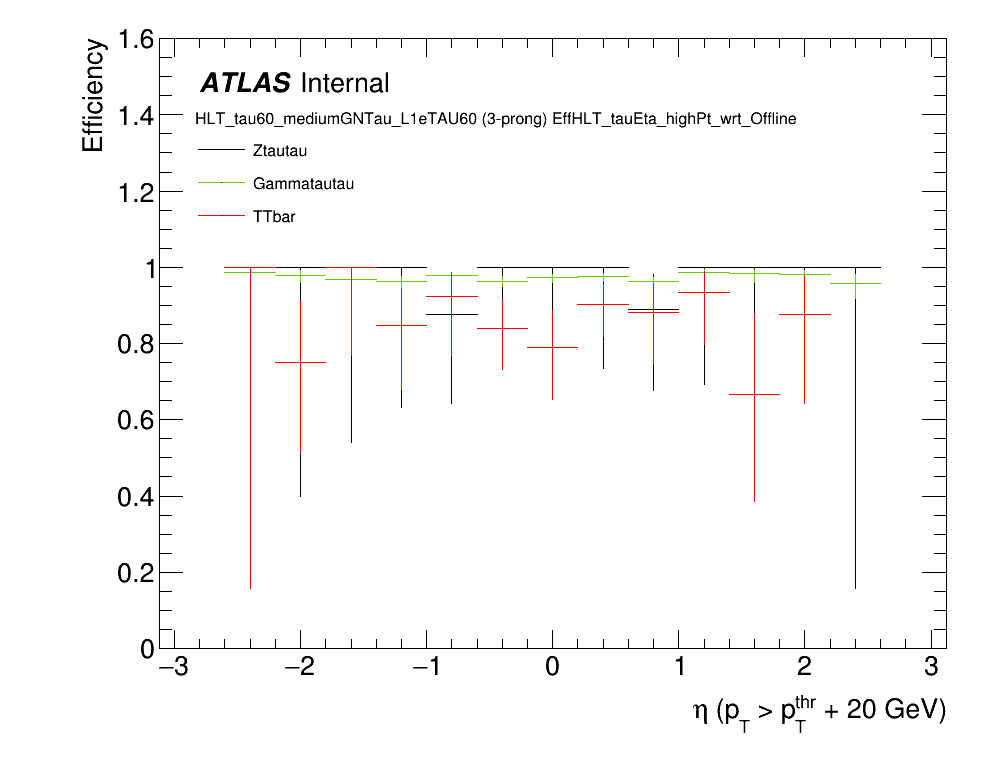 Efficiency
1.6
1.4
1.2
1
0.8
0.6
0.4
0.2
0
ATLAS Internal
HLT_tau60_mediumGNTau_L1eTAU60 (3-prong) EffHLT_tauEta_highPt_wrt_Offline
Ztautau
Gammatautau
TTbar
−3 −2 −1 0 1 2 3
η (p_T > p_T^thr + 20 GeV)